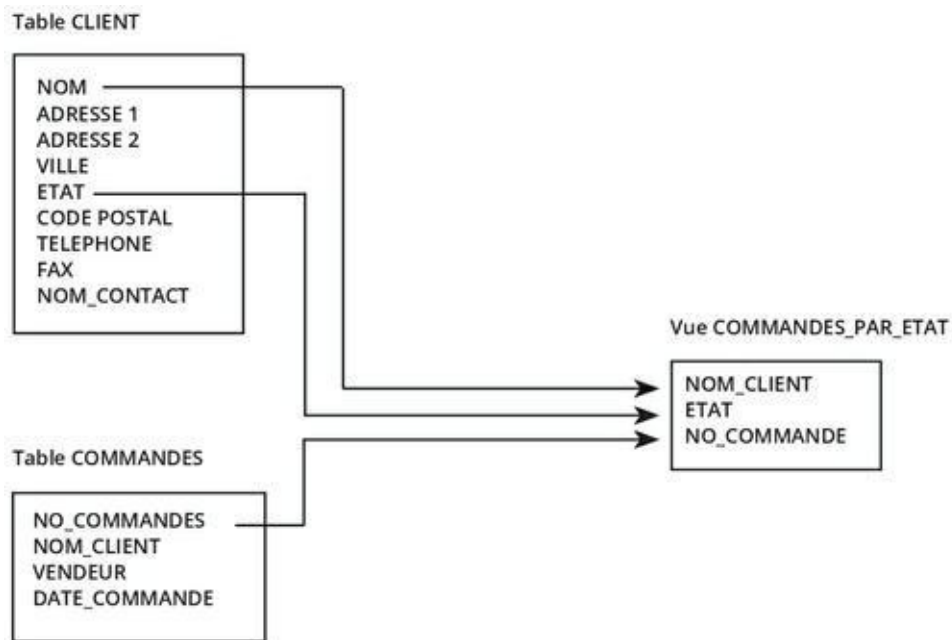 Table CLIENT
NOM
ADRESSE 1
ADRESSE 2
VILLE
ETAT
CODE POSTAL
TELEPHONE
FAX
NOM_CONTACT
Vue COMMANDES_PAR_ETAT
NOM_CLIENT
ETAT
NO_COMMANDE
Table COMMANDES
NO_COMMANDES
NOM_CLIENT
VENDEUR
DATE_COMMANDE